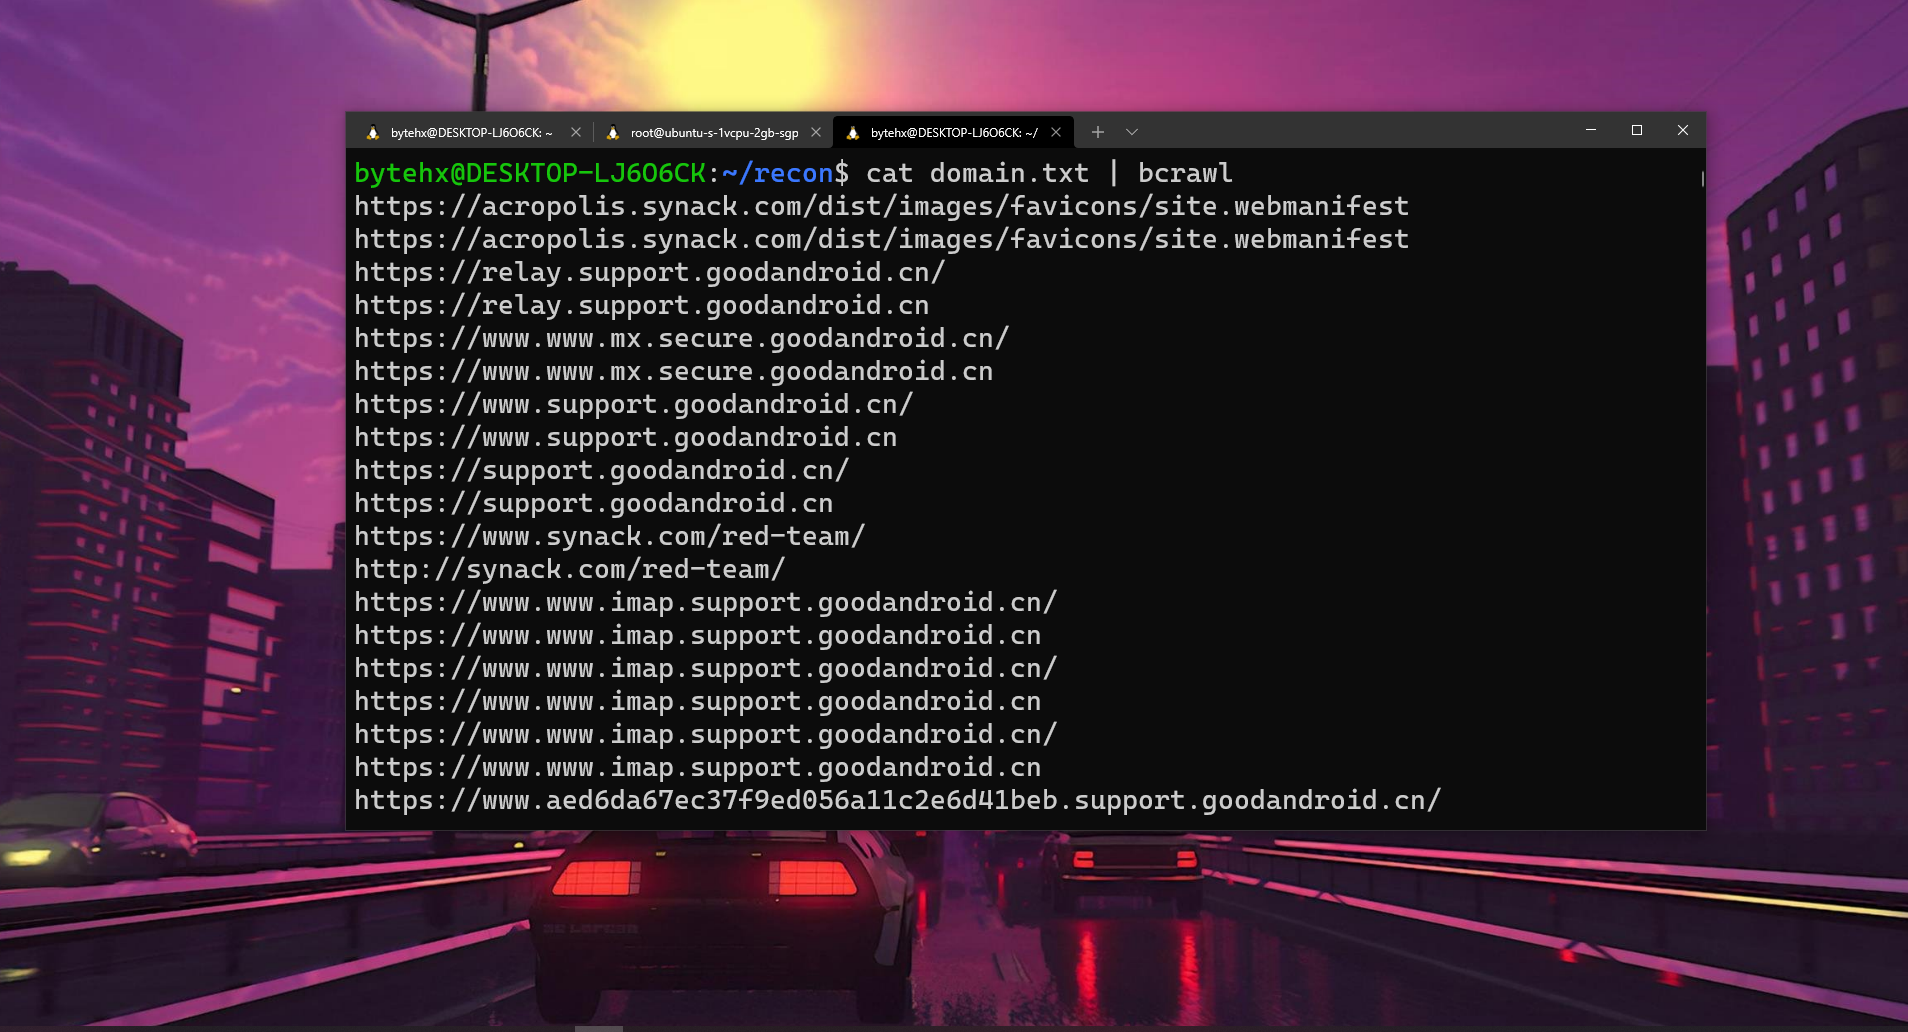 bytehx@DESKTOP-LJ6O6CK: ~
root@ubuntu-s-1vcpu-2gb-sgp
bytehx@DESKTOP-LJ6O6CK: ~/
bytehx@DESKTOP-LJ6O6CK:~/recon$ cat domain.txt | bcrawl
https://acropolis.synack.com/dist/images/favicons/site.webmanifest
https://acropolis.synack.com/dist/images/favicons/site.webmanifest
https://relay.support.goodandroid.cn/
https://relay.support.goodandroid.cn
https://www.www.mx.secure.goodandroid.cn/
https://www.www.mx.secure.goodandroid.cn
https://www.support.goodandroid.cn/
https://www.support.goodandroid.cn
https://support.goodandroid.cn/
https://support.goodandroid.cn
https://www.synack.com/red-team/
http://synack.com/red-team/
https://www.www.imap.support.goodandroid.cn/
https://www.www.imap.support.goodandroid.cn
https://www.www.imap.support.goodandroid.cn/
https://www.www.imap.support.goodandroid.cn
https://www.www.imap.support.goodandroid.cn/
https://www.www.imap.support.goodandroid.cn
https://www.aed6da67ec37f9ed056a11c2e6d41beb.support.goodandroid.cn/